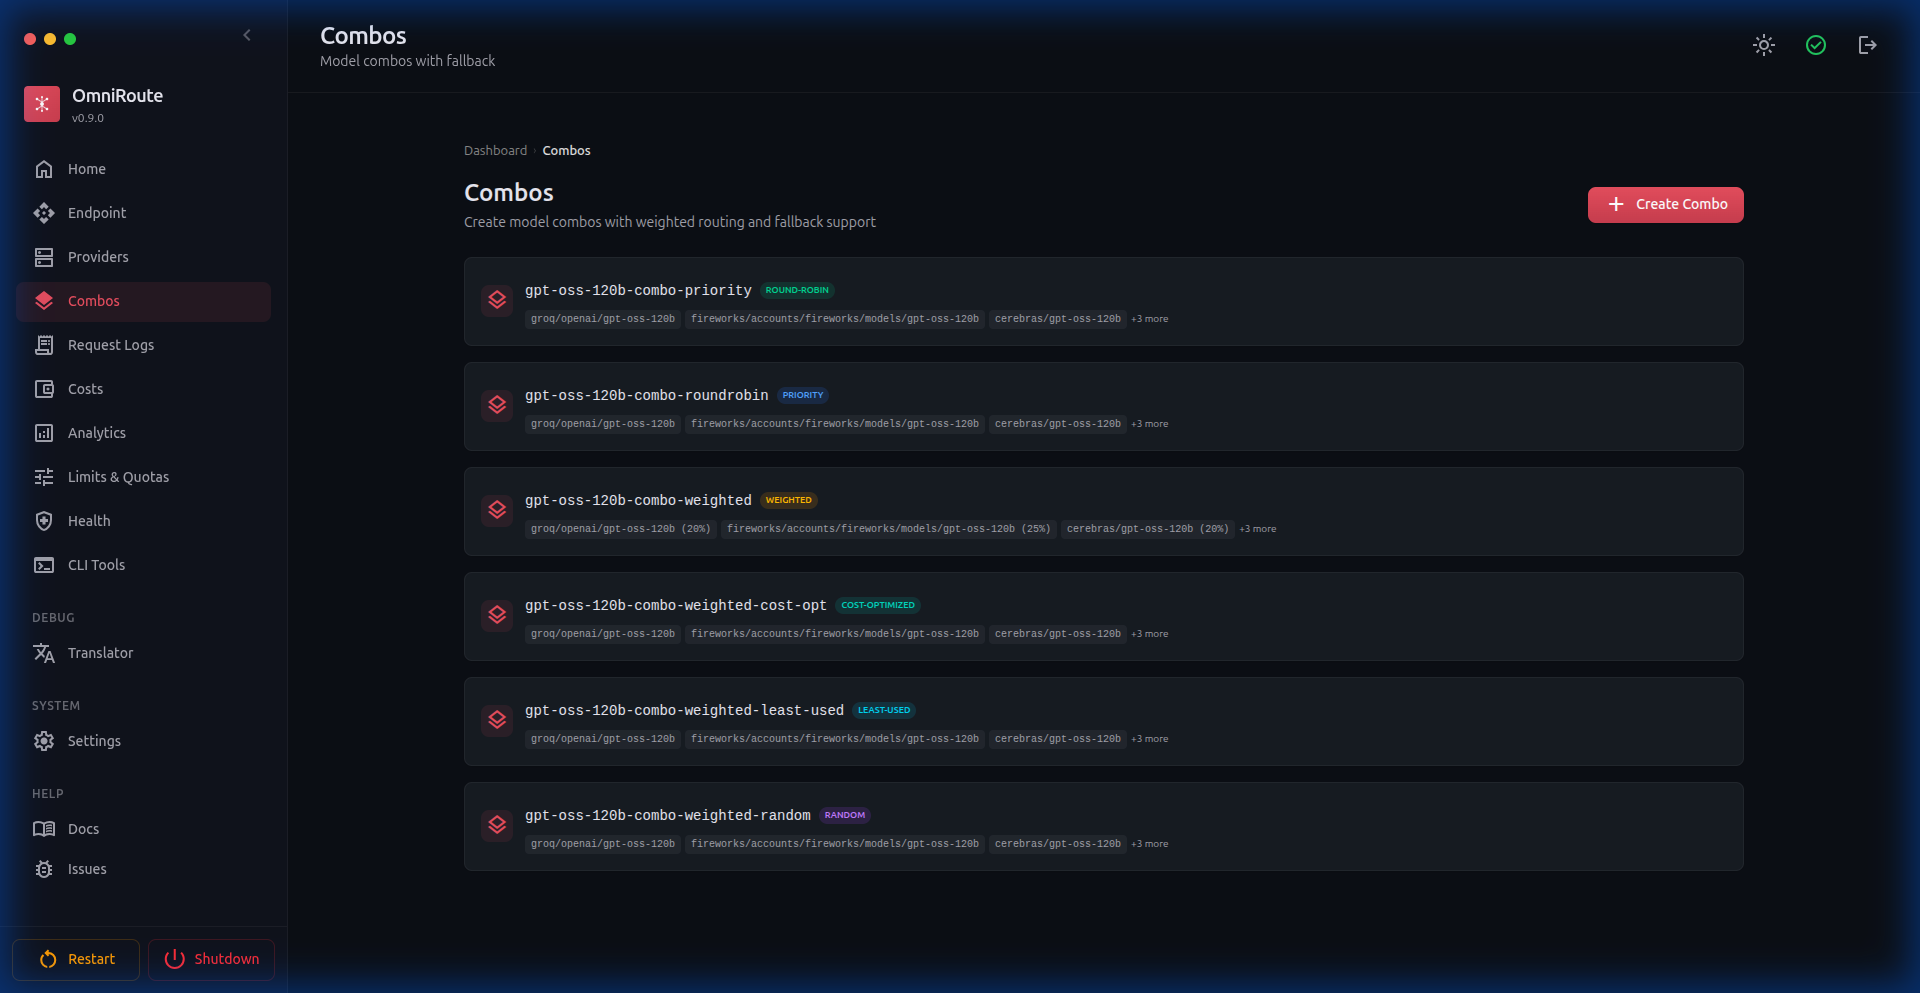 Combos
Model combos with fallback
OmniRoute
v0.9.0
Home
Endpoint
Providers
Combos
Request Logs
Costs
Analytics
Limits & Quotas
Health
CLI Tools
DEBUG
Translator
SYSTEM
Settings
HELP
Docs
Issues
Restart
Shutdown
Dashboard › Combos
Combos
Create model combos with weighted routing and fallback support
Create Combo
gpt-oss-120b-combo-priority ROUND-ROBIN
groq/openai/gpt-oss-120b fireworks/accounts/fireworks/models/gpt-oss-120b cerebras/gpt-oss-120b +3 more
gpt-oss-120b-combo-roundrobin PRIORITY
groq/openai/gpt-oss-120b fireworks/accounts/fireworks/models/gpt-oss-120b cerebras/gpt-oss-120b +3 more
gpt-oss-120b-combo-weighted WEIGHTED
groq/openai/gpt-oss-120b (20%) fireworks/accounts/fireworks/models/gpt-oss-120b (25%) cerebras/gpt-oss-120b (20%) +3 more
gpt-oss-120b-combo-weighted-cost-opt COST-OPTIMIZED
groq/openai/gpt-oss-120b fireworks/accounts/fireworks/models/gpt-oss-120b cerebras/gpt-oss-120b +3 more
gpt-oss-120b-combo-weighted-least-used LEAST-USED
groq/openai/gpt-oss-120b fireworks/accounts/fireworks/models/gpt-oss-120b cerebras/gpt-oss-120b +3 more
gpt-oss-120b-combo-weighted-random RANDOM
groq/openai/gpt-oss-120b fireworks/accounts/fireworks/models/gpt-oss-120b cerebras/gpt-oss-120b +3 more